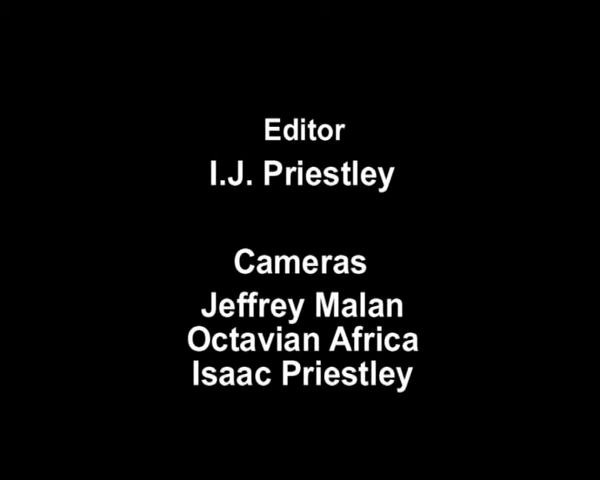 Editor
I.J. Priestley
Cameras
Jeffrey Malan
Octavian Africa
Isaac Priestley